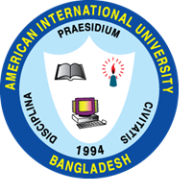 AMERICAN INTERNATIONAL UNIVERSITY
PRAESIDIUM
DISCIPLINA
CIVITATIS
1994
BANGLADESH